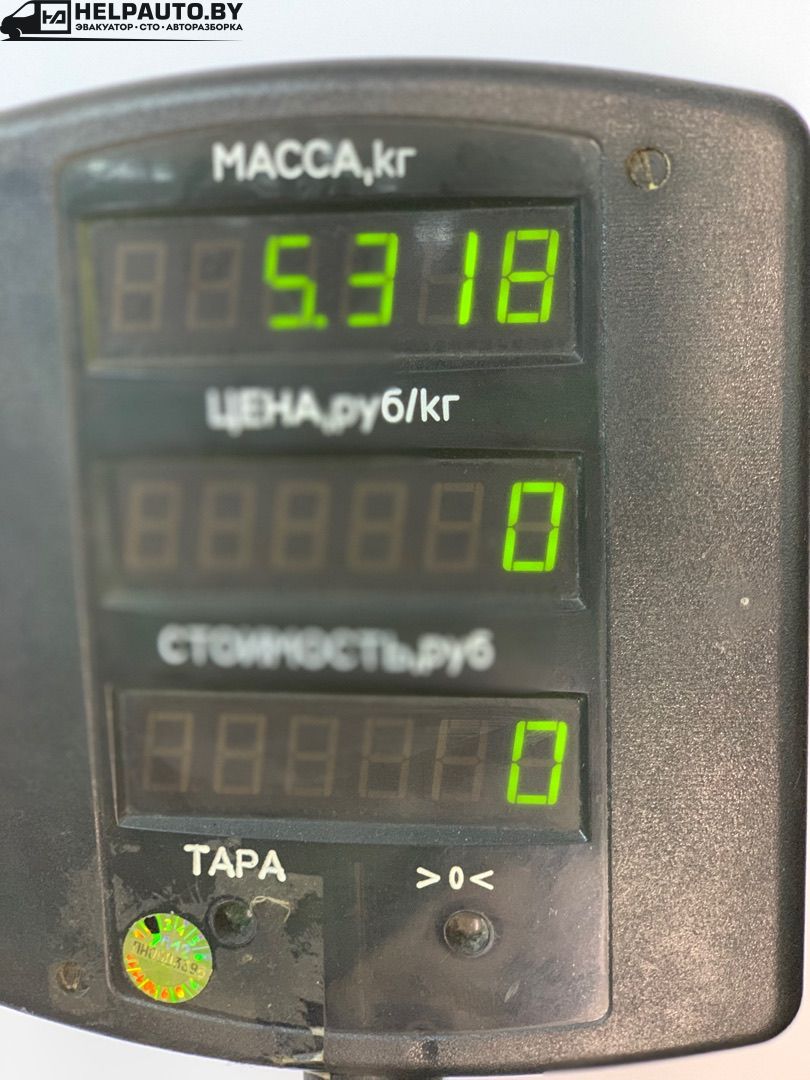 HELPAUTO.BY
ЭВАКУАТОР • СТО • АВТОРАЗБОРКА
МАССА,кг
5.318
ЦЕНА,руб/кг
0
СТОИМОСТЬ,руб
0
ТАРА
>0<